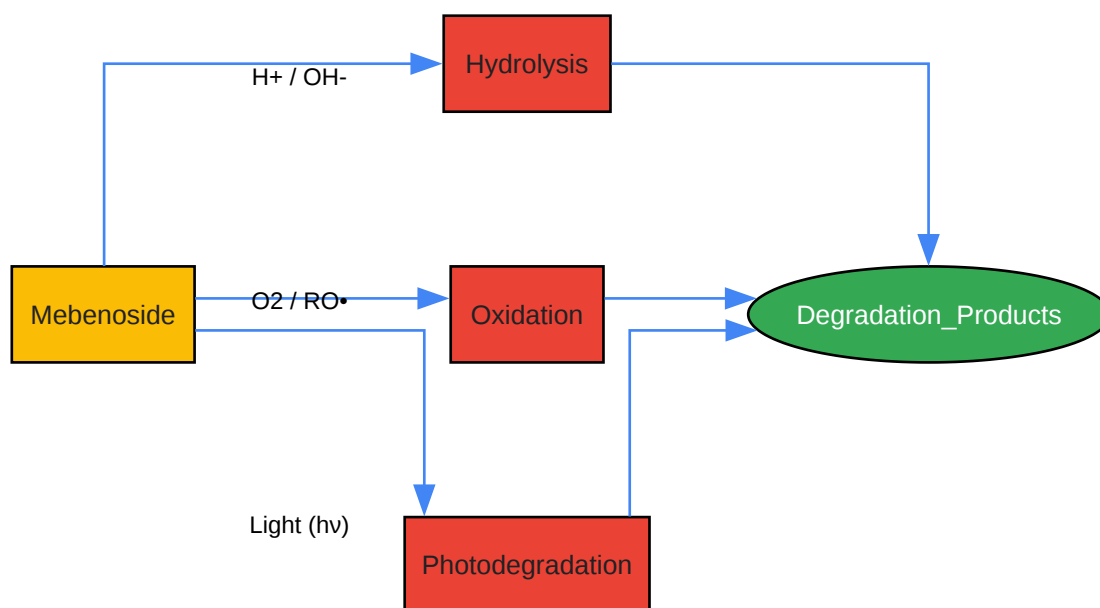 Hydrolysis
H+ / OH-
Mebenoside
O2 / RO•
Oxidation
Degradation_Products
Light (hν)
Photodegradation